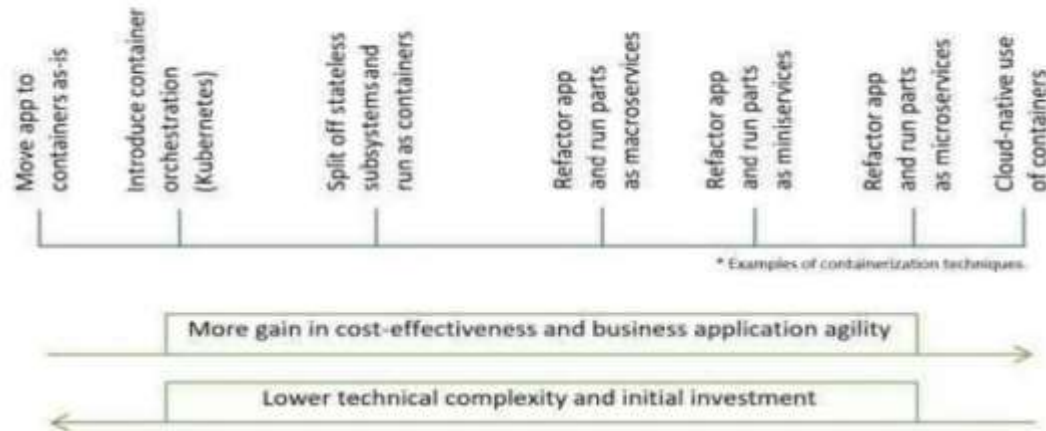 Move app to
containers as-is
Introduce container
orchestration
(Kubernetes)
Split off stateless
subsystems and
run as containers
Refactor app
and run parts
as macroservices
Refactor app
and run parts
as miniservices
Refactor app
and run parts
as microservices
Cloud-native use
of containers
* Examples of containerization techniques.
More gain in cost-effectiveness and business application agility
Lower technical complexity and initial investment